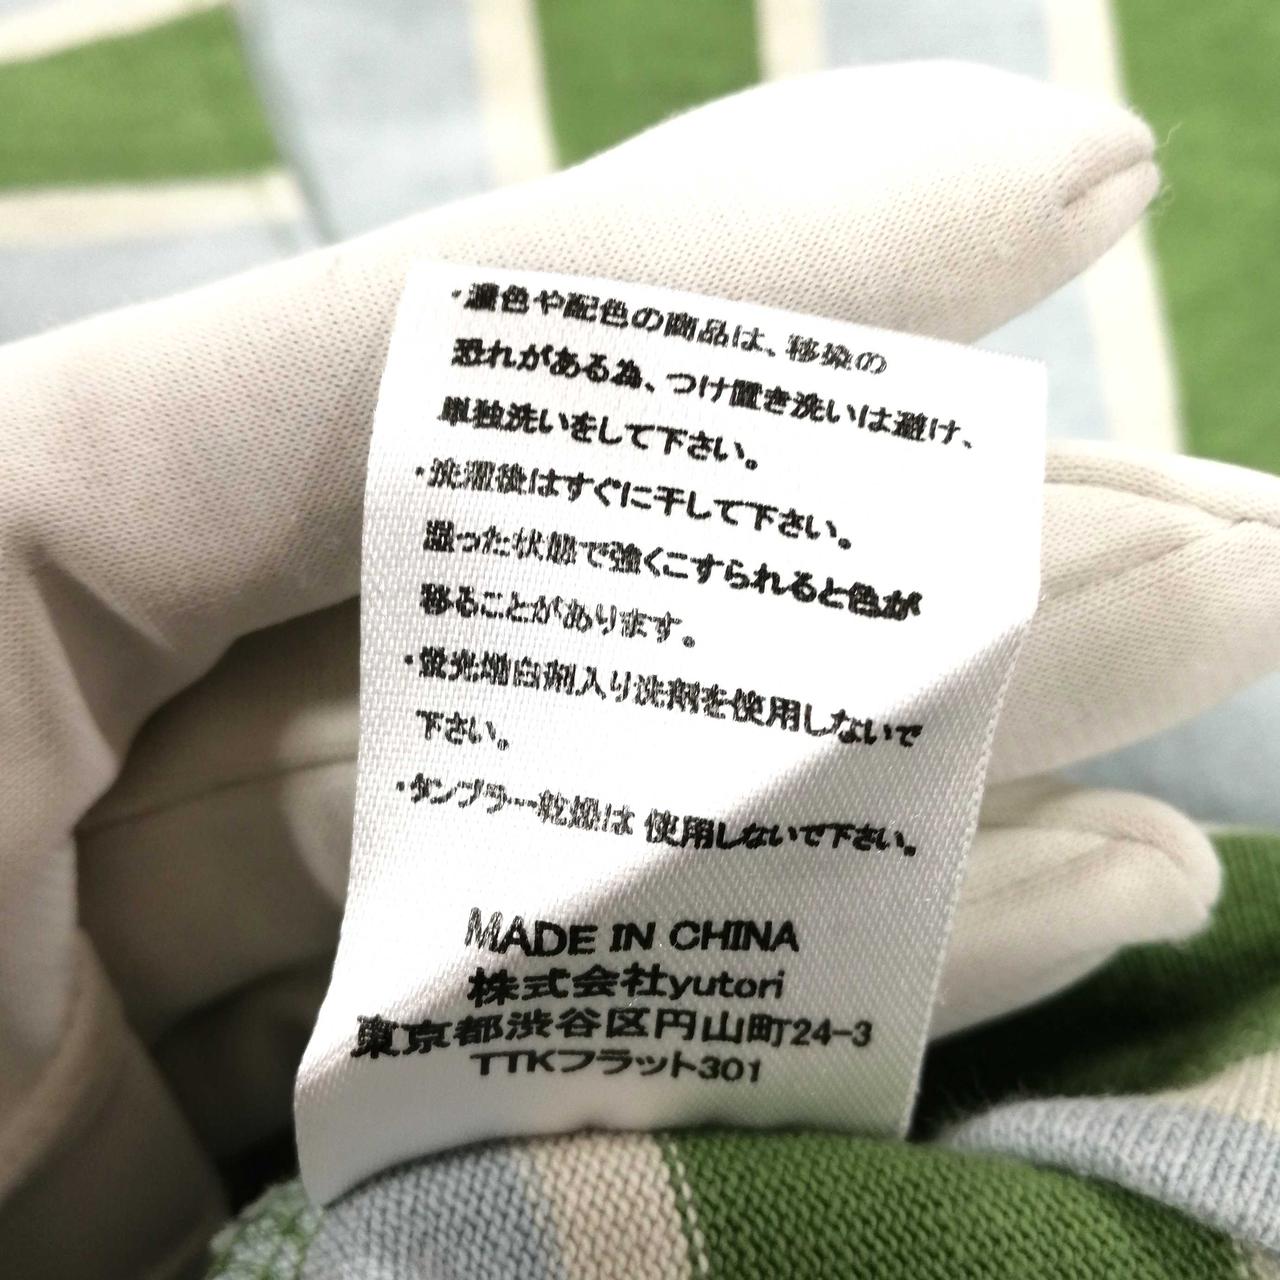 ・濃色や配色の商品は、移染の
恐れがある為、つけ置き洗いは避け、
単独洗いをして下さい。
・洗濯後はすぐに干して下さい。
湿った状態で強くこすられると色が
移ることがあります。
・蛍光増白剤入り洗剤を使用しないで
下さい。
・タンブラー乾燥は 使用しないで下さい。
MADE IN CHINA
株式会社yutori
東京都渋谷区円山町24-3
TTKフラット301